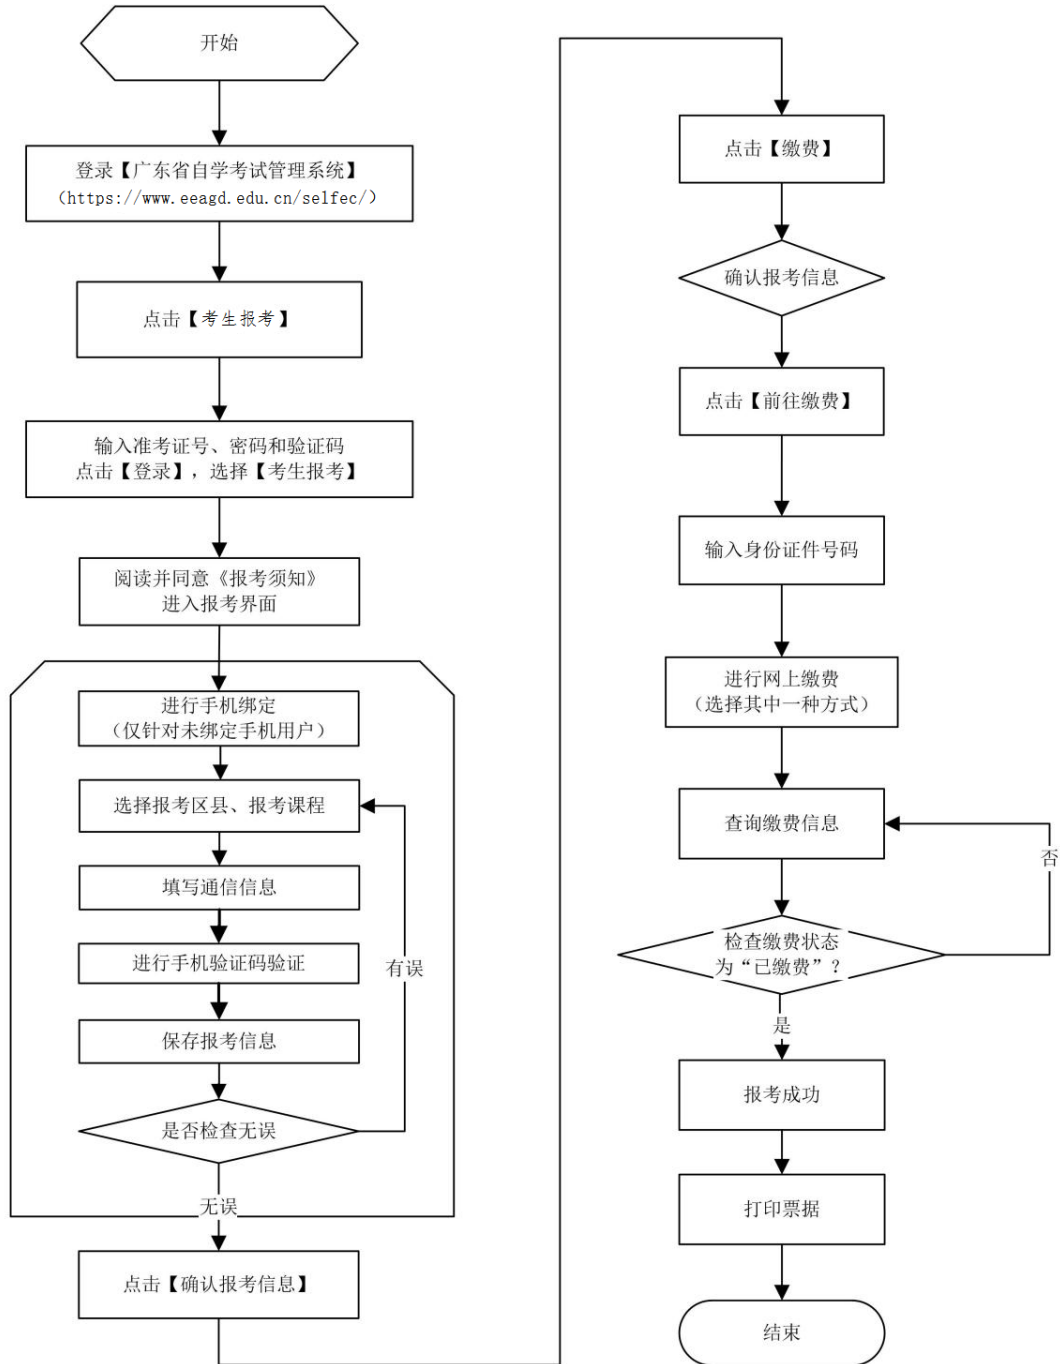 开始
登录【广东省自学考试管理系统】
（https://www.eeagd.edu.cn/selfec/）
点击【考生报考】
输入准考证号、密码和验证码
点击【登录】，选择【考生报考】
阅读并同意《报考须知》
进入报考界面
进行手机绑定
（仅针对未绑定手机用户）
选择报考区县、报考课程
填写通信信息
进行手机验证码验证
有误
保存报考信息
是否检查无误
无误
点击【确认报考信息】
点击【缴费】
确认报考信息
点击【前往缴费】
输入身份证件号码
进行网上缴费
（选择其中一种方式）
查询缴费信息
否
检查缴费状态
为“已缴费”？
是
报考成功
打印票据
结束